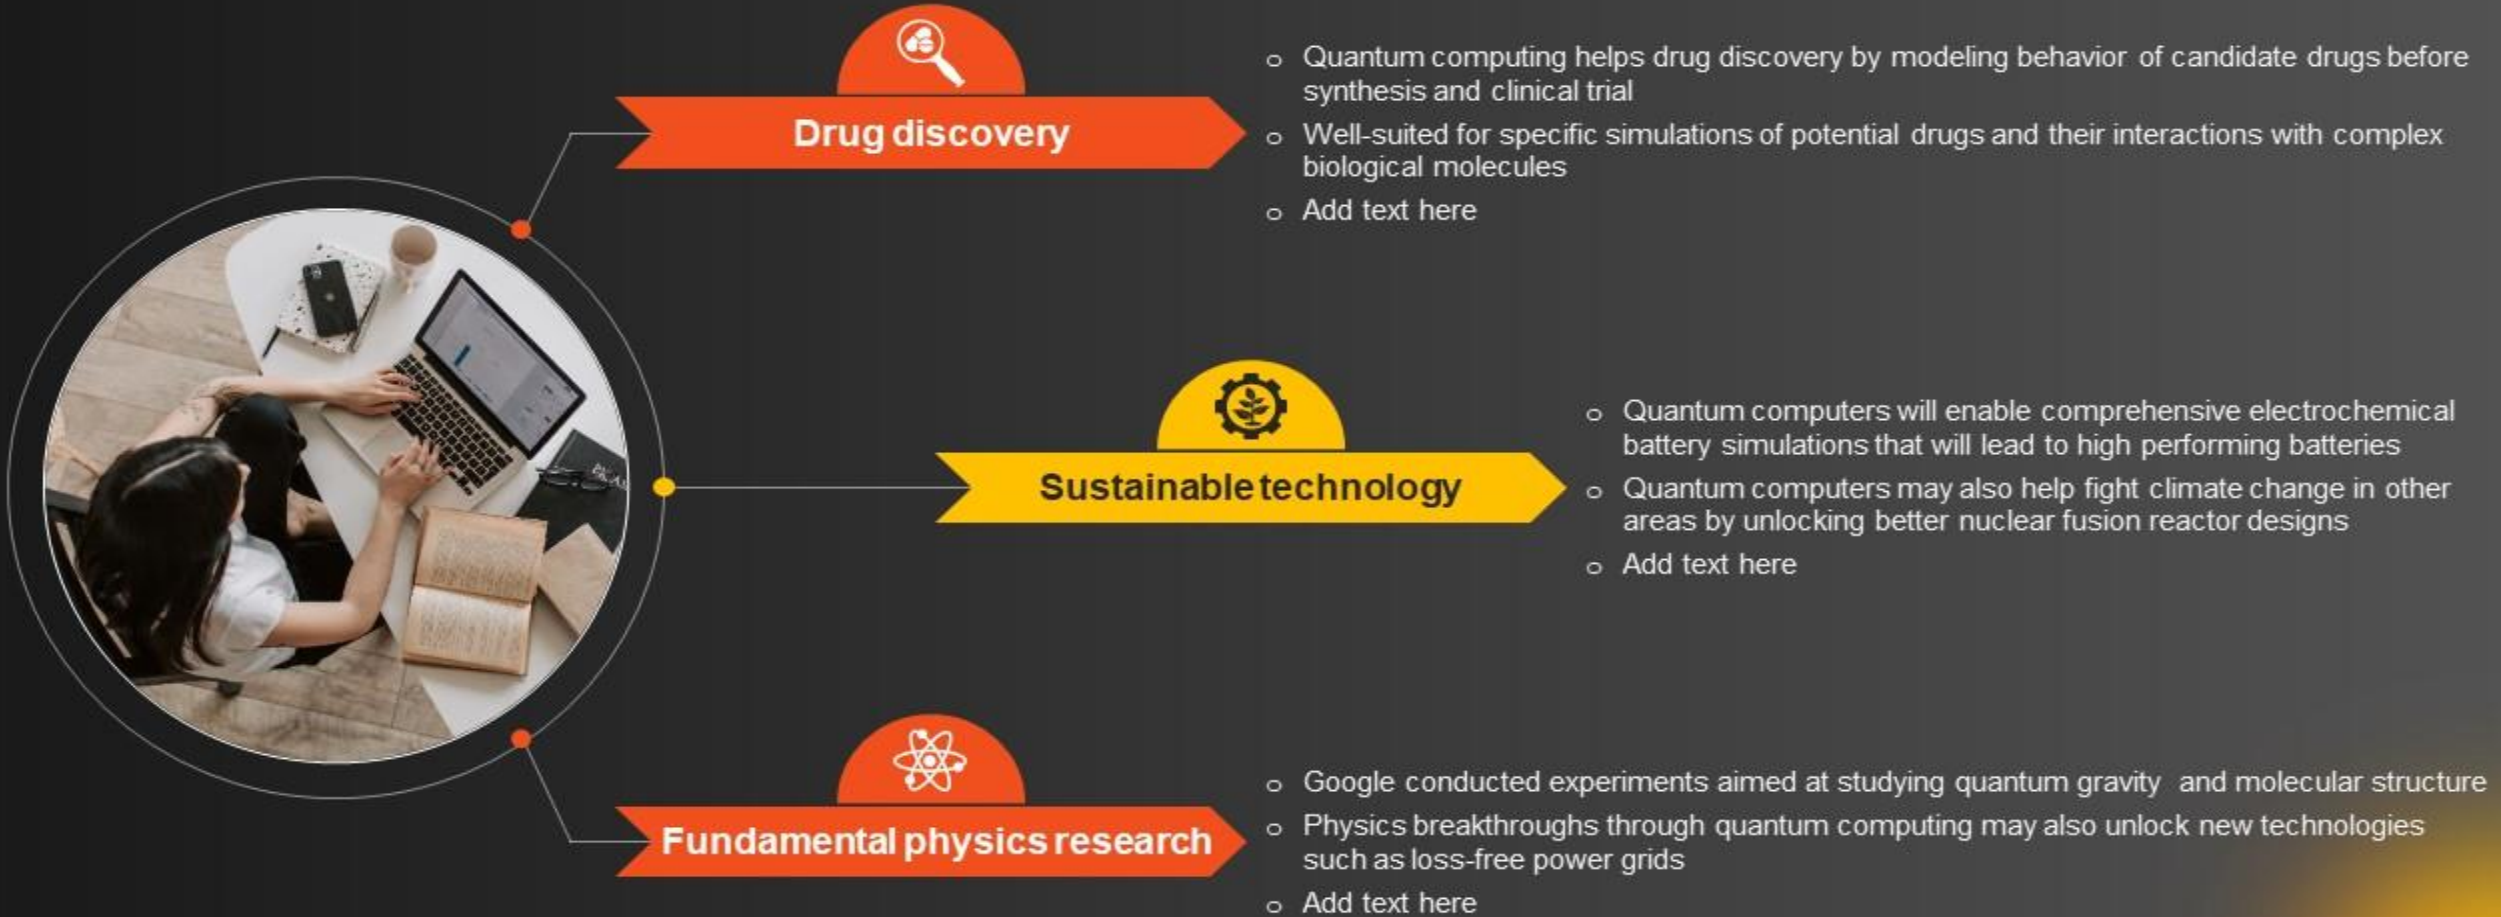 Drug discovery
o Quantum computing helps drug discovery by modeling behavior of candidate drugs before
synthesis and clinical trial
o Well-suited for specific simulations of potential drugs and their interactions with complex
biological molecules
o Add text here
Sustainable technology
o Quantum computers will enable comprehensive electrochemical
battery simulations that will lead to high performing batteries
o Quantum computers may also help fight climate change in other
areas by unlocking better nuclear fusion reactor designs
o Add text here
Fundamental physics research
o Google conducted experiments aimed at studying quantum gravity and molecular structure
o Physics breakthroughs through quantum computing may also unlock new technologies
such as loss-free power grids
o Add text here